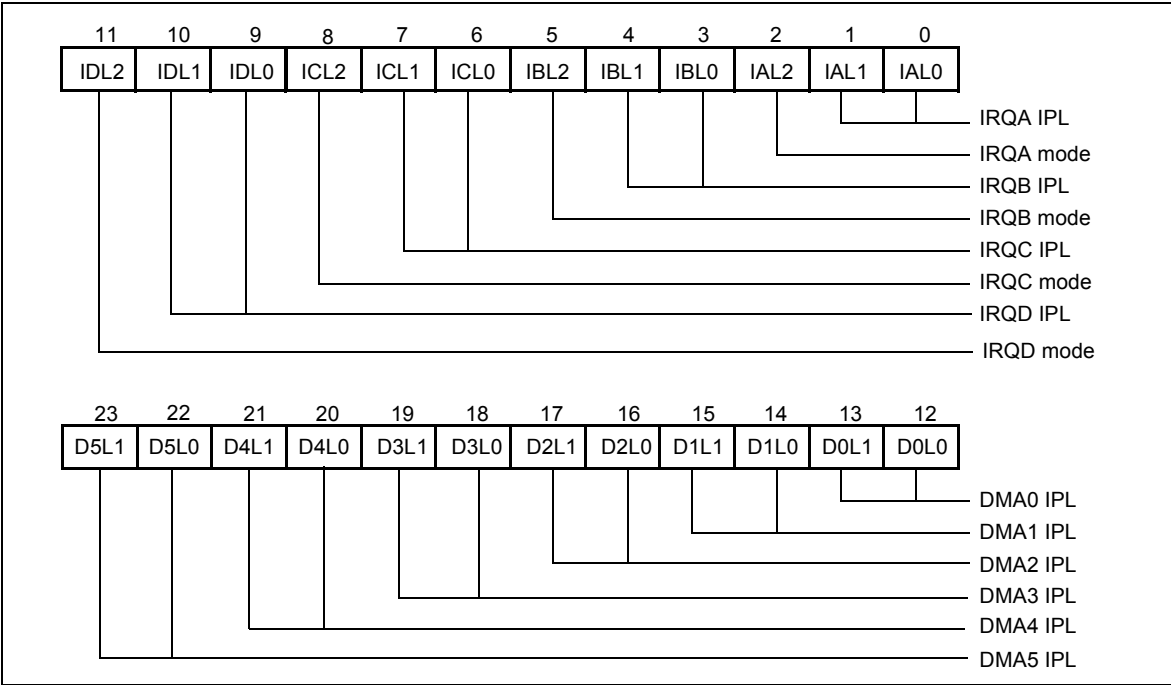 11 10 9 8 7 6 5 4 3 2 1 0
IDL2 IDL1 IDL0 ICL2 ICL1 ICL0 IBL2 IBL1 IBL0 IAL2 IAL1 IAL0
IRQA IPL
IRQA mode
IRQB IPL
IRQB mode
IRQC IPL
IRQC mode
IRQD IPL
IRQD mode
23 22 21 20 19 18 17 16 15 14 13 12
D5L1 D5L0 D4L1 D4L0 D3L1 D3L0 D2L1 D2L0 D1L1 D1L0 D0L1 D0L0
DMA0 IPL
DMA1 IPL
DMA2 IPL
DMA3 IPL
DMA4 IPL
DMA5 IPL